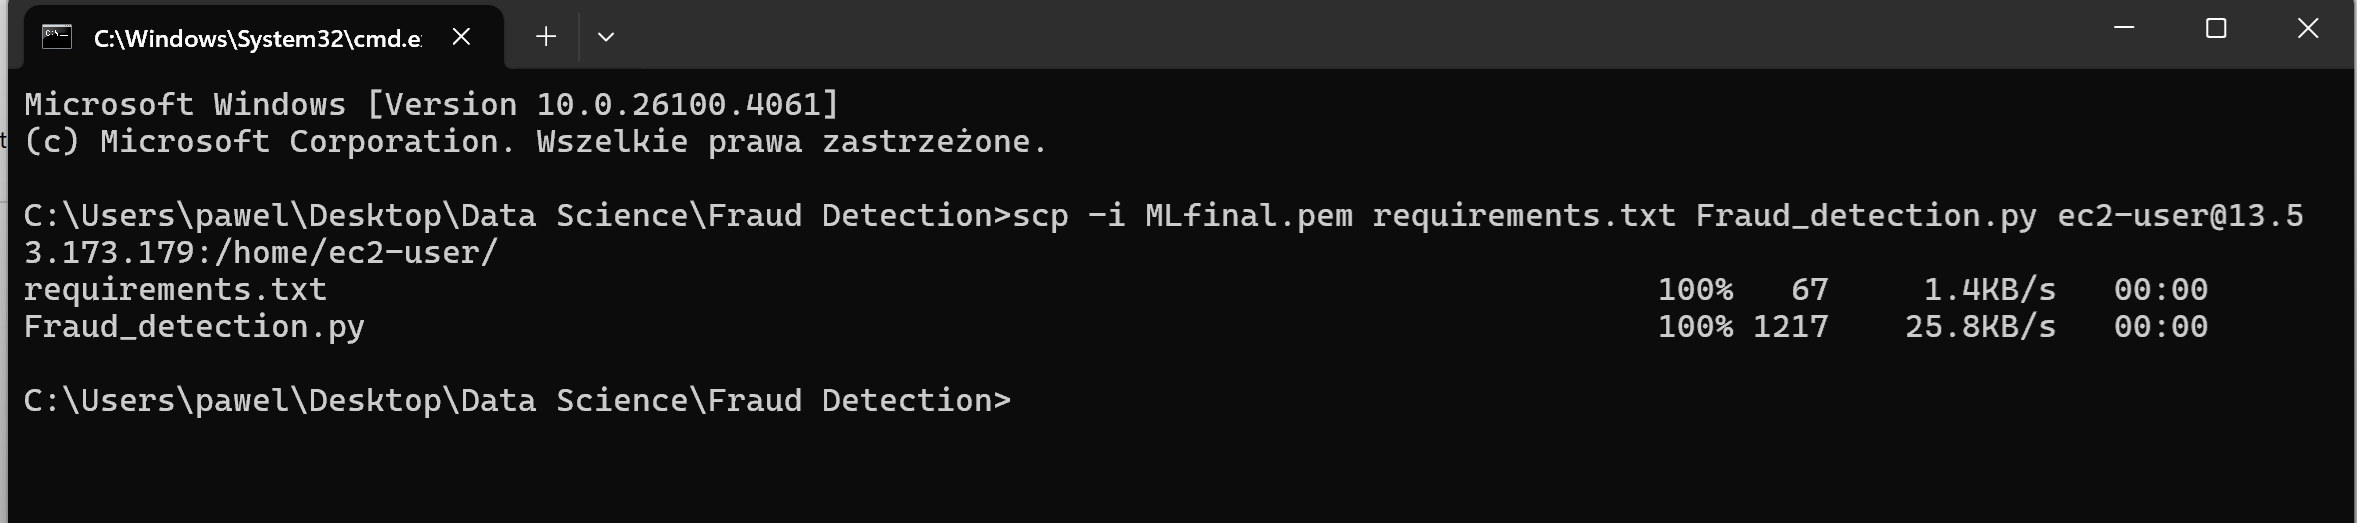 C:\Windows\System32\cmd.e
Microsoft Windows [Version 10.0.26100.4061]
(c) Microsoft Corporation. Wszelkie prawa zastrzeżone.
C:\Users\pawel\Desktop\Data Science\Fraud Detection>scp -i MLfinal.pem requirements.txt Fraud_detection.py ec2-user@13.5
3.173.179:/home/ec2-user/
requirements.txt 100% 67 1.4KB/s 00:00
Fraud_detection.py 100% 1217 25.8KB/s 00:00
C:\Users\pawel\Desktop\Data Science\Fraud Detection>